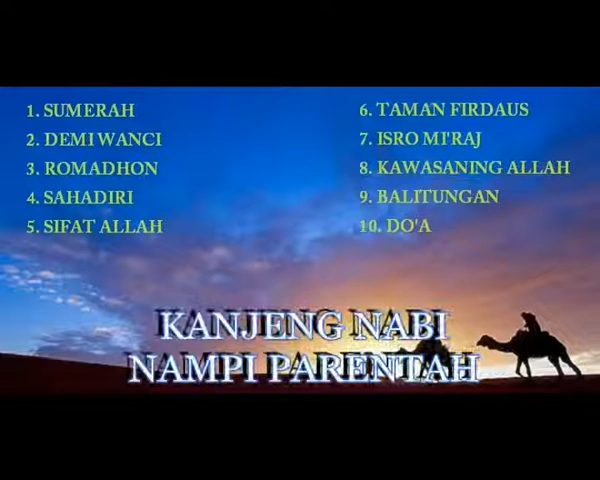 1. SUMERAH
2. DEMI WANCI
3. ROMADHON
4. SAHADIRI
5. SIFAT ALLAH
6. TAMAN FIRDAUS
7. ISRO MI'RAJ
8. KAWASANING ALLAH
9. BALITUNGAN
10. DO'A
KANJENG NABI
NAMPI PARENTAH